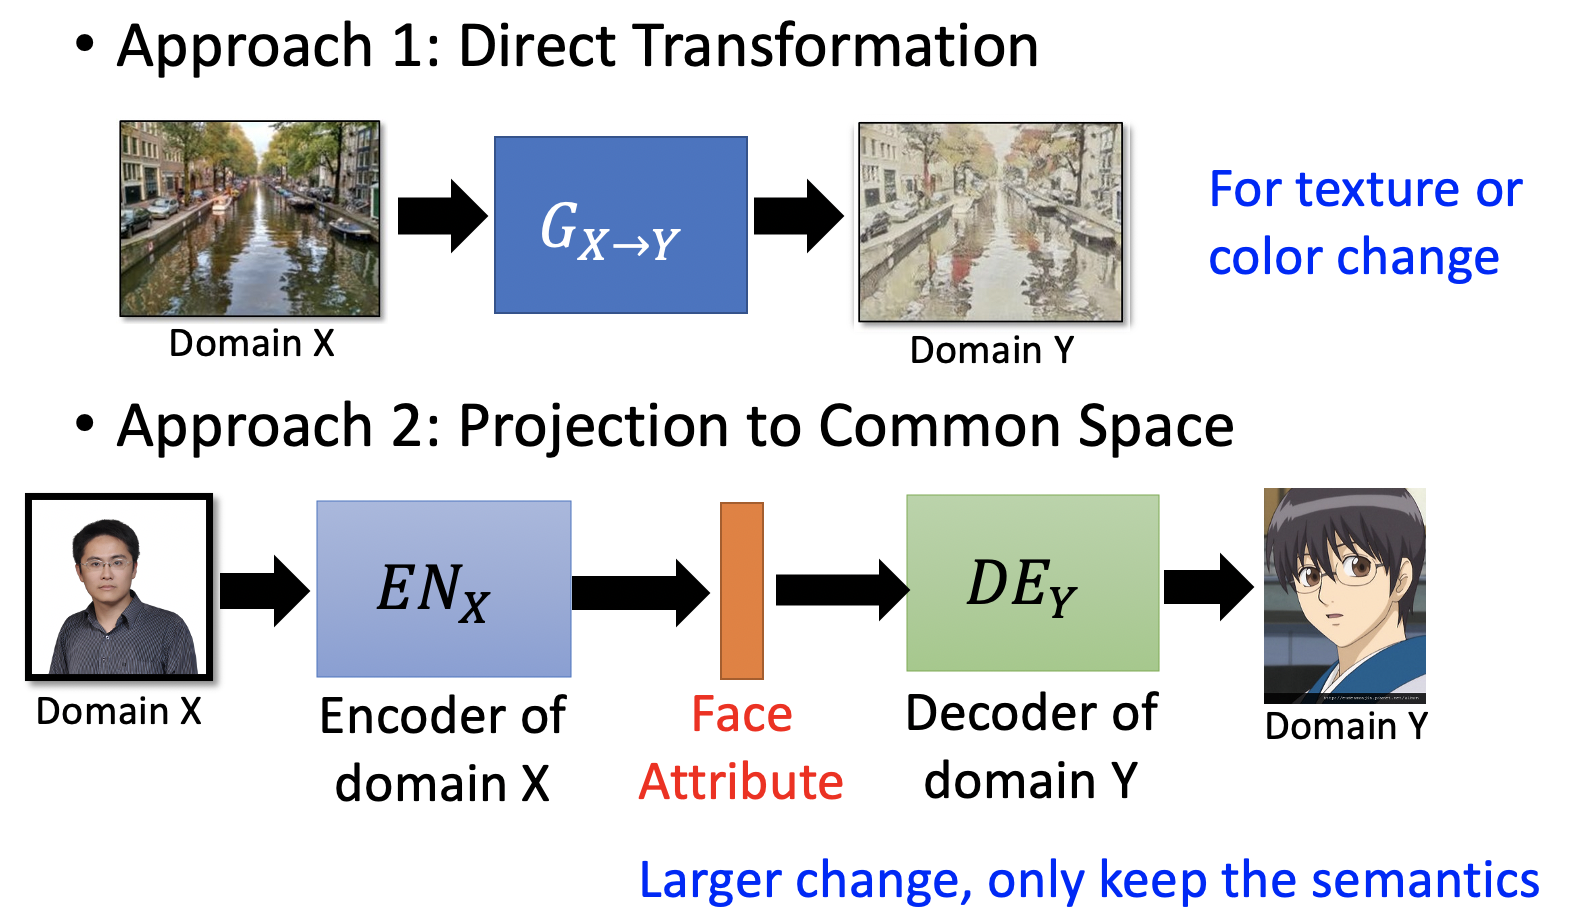 • Approach 1: Direct Transformation
G_{X→Y}
For texture or
color change
Domain X
Domain Y
• Approach 2: Projection to Common Space
EN_X
DE_Y
Domain X
Encoder of
domain X
Face
Attribute
Decoder of
domain Y
Domain Y
Larger change, only keep the semantics